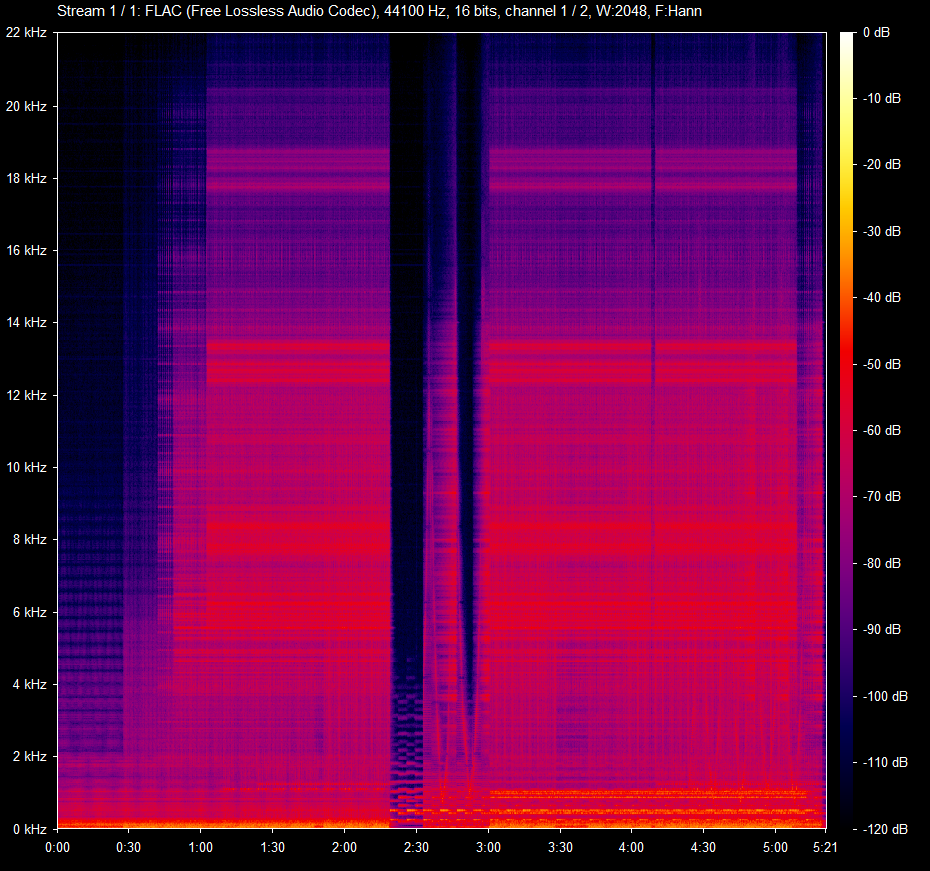 Stream 1 / 1: FLAC (Free Lossless Audio Codec), 44100 Hz, 16 bits, channel 1 / 2, W:2048, F:Hann
22 kHz
20 kHz
18 kHz
16 kHz
14 kHz
12 kHz
10 kHz
8 kHz
6 kHz
4 kHz
2 kHz
0 kHz
0:00
0:30
1:00
1:30
2:00
2:30
3:00
3:30
4:00
4:30
5:00
5:21
0 dB
-10 dB
-20 dB
-30 dB
-40 dB
-50 dB
-60 dB
-70 dB
-80 dB
-90 dB
-100 dB
-110 dB
-120 dB